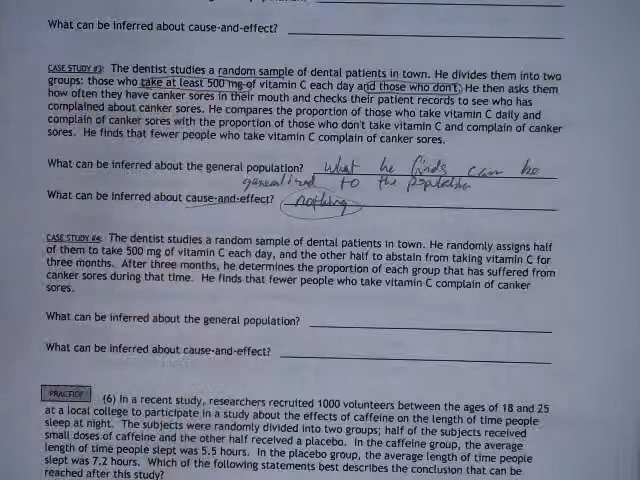 What can be inferred about cause-and-effect?
CASE STUDY #3: The dentist studies a random sample of dental patients in town. He divides them into two
groups: those who take at least 500 mg of vitamin C each day and those who don't. He then asks them
how often they have canker sores in their mouth and checks their patient records to see who has
complained about canker sores. He compares the proportion of those who take vitamin C daily and
complain of canker sores with the proportion of those who don't take vitamin C and complain of canker
sores. He finds that fewer people who take vitamin C complain of canker sores.
What can be inferred about the general population? what he finds can be
generalized to the population
What can be inferred about cause-and-effect? nothing
CASE STUDY #4: The dentist studies a random sample of dental patients in town. He randomly assigns half
of them to take 500 mg of vitamin C each day, and the other half to abstain from taking vitamin C for
three months. After three months, he determines the proportion of each group that has suffered from
canker sores during that time. He finds that fewer people who take vitamin C complain of canker
sores.
What can be inferred about the general population?
What can be inferred about cause-and-effect?
PRACTICE (6) In a recent study, researchers recruited 1000 volunteers between the ages of 18 and 25
at a local college to participate in a study about the effects of caffeine on the length of time people
sleep at night. The subjects were randomly divided into two groups; half of the subjects received
small doses of caffeine and the other half received a placebo. In the caffeine group, the average
length of time people slept was 5.5 hours. In the placebo group, the average length of time people
slept was 7.2 hours. Which of the following statements best describes the conclusion that can be
reached after this study?